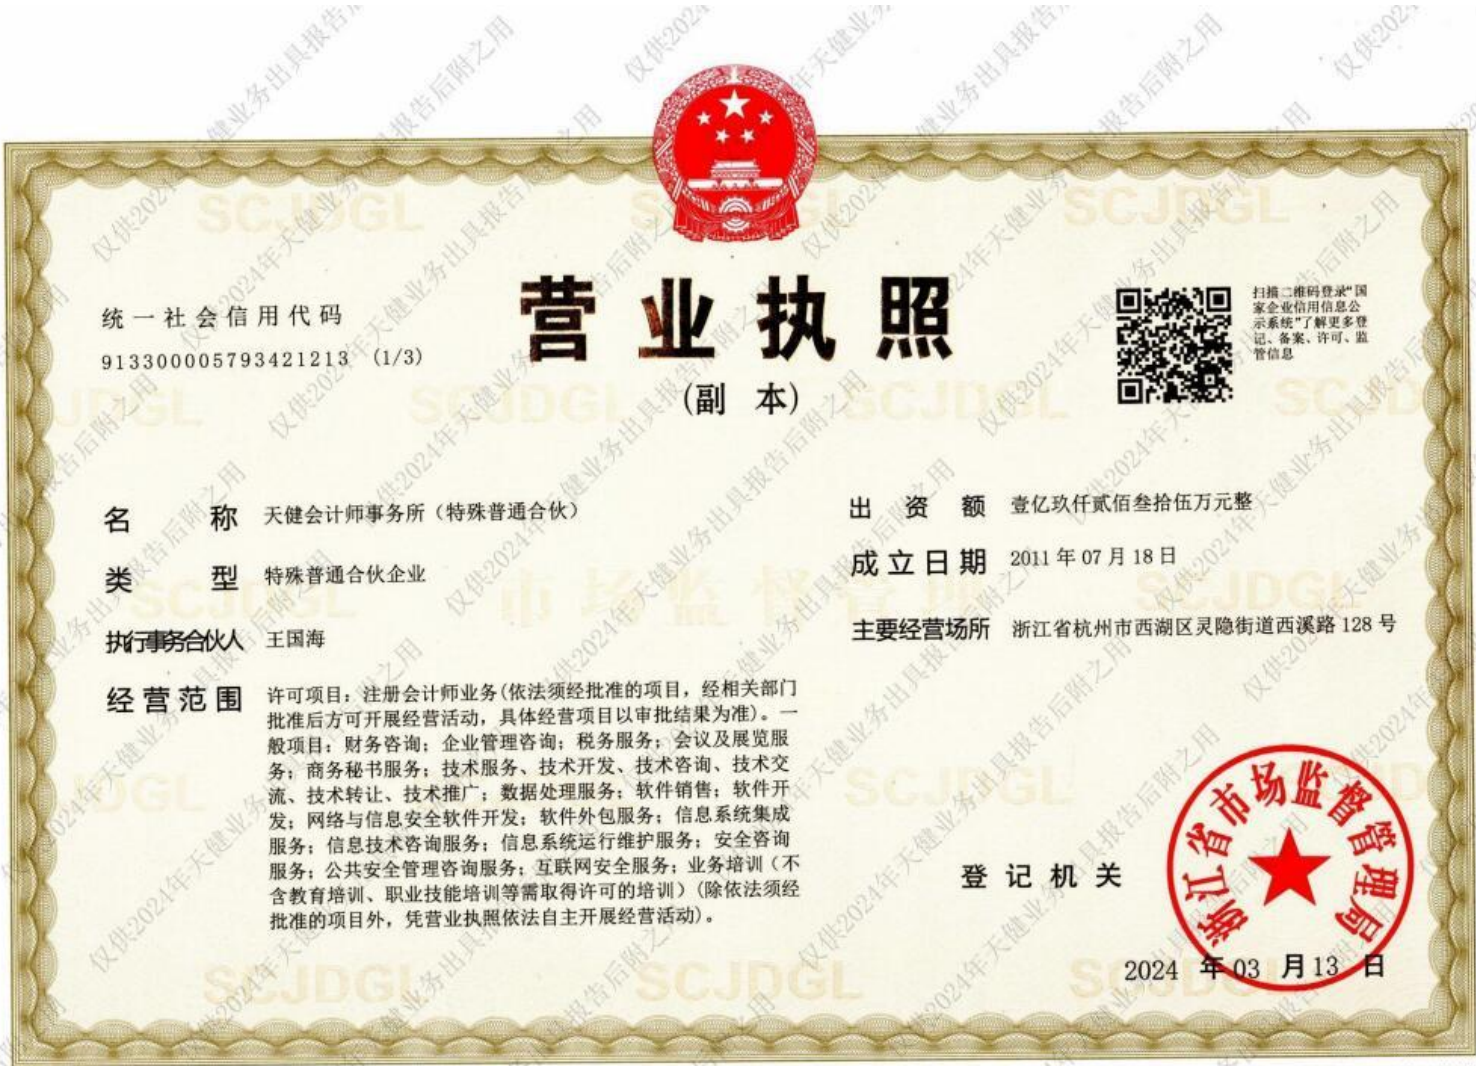 营业执照
(副 本)
统一社会信用代码
913300005793421213 (1/3)
扫描二维码登录“国
家企业信用信息公
示系统”了解更多登
记、备案、许可、监
管信息
名 称 天健会计师事务所（特殊普通合伙）
类 型 特殊普通合伙企业
执行事务合伙人 王国海
经营范围 许可项目：注册会计师业务(依法须经批准的项目，经相关部门
批准后方可开展经营活动，具体经营项目以审批结果为准)。一
般项目：财务咨询；企业管理咨询；税务服务；会议及展览服
务；商务秘书服务；技术服务、技术开发、技术咨询、技术交
流、技术转让、技术推广；数据处理服务；软件销售；软件开
发；网络与信息安全软件开发；软件外包服务；信息系统集成
服务；信息技术咨询服务；信息系统运行维护服务；安全咨询
服务；公共安全管理咨询服务；互联网安全服务；业务培训（不
含教育培训、职业技能培训等需取得许可的培训）(除依法须经
批准的项目外，凭营业执照依法自主开展经营活动)。
出 资 额 壹亿玖仟贰佰叁拾伍万元整
成立日期 2011 年 07 月 18 日
主要经营场所 浙江省杭州市西湖区灵隐街道西溪路 128 号
登记机关
浙江省市场监督管理局
2024 年 03 月 13 日
仅供2024年天健业务出具报告后附之用
SCJDGL
市场监督管理